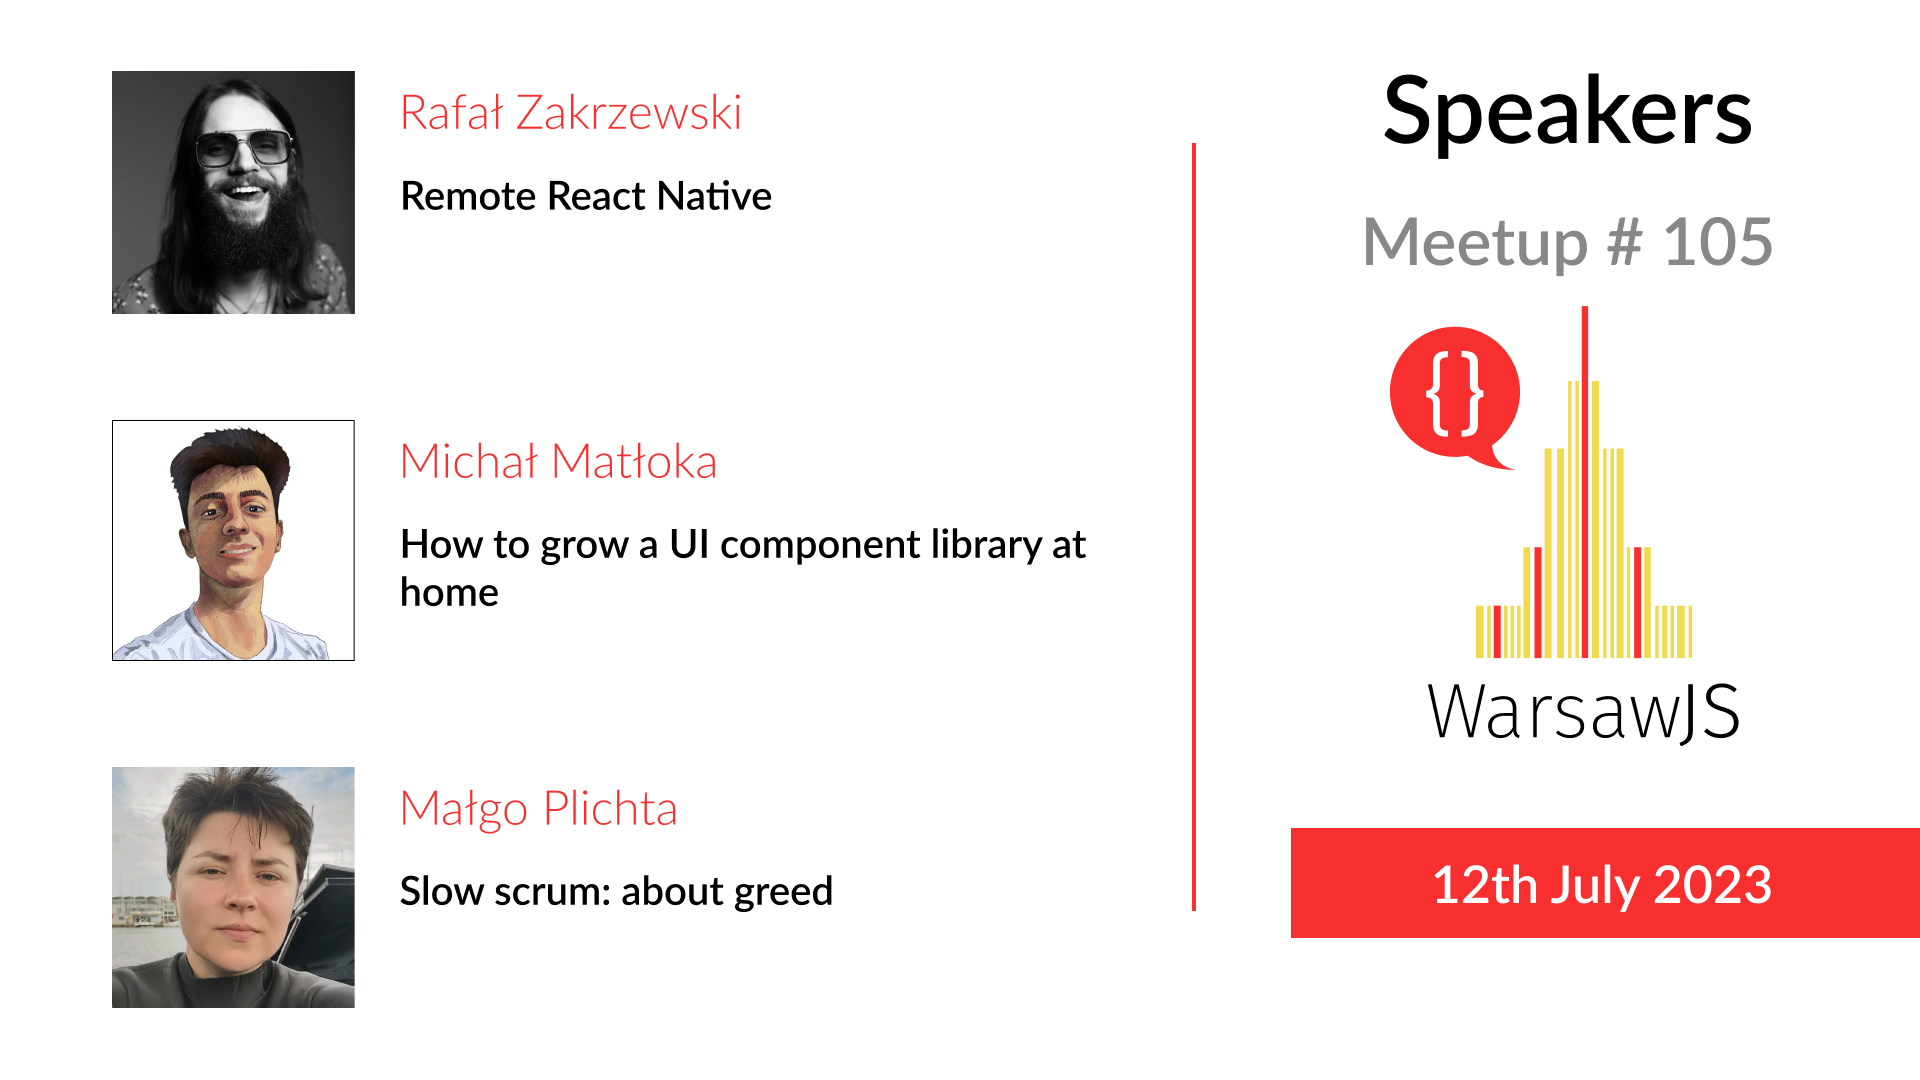 Rafał Zakrzewski
Remote React Native
Michał Matłoka
How to grow a UI component library at
home
Małgo Plichta
Slow scrum: about greed
Speakers
Meetup # 105
{}
WarsawJS
12th July 2023